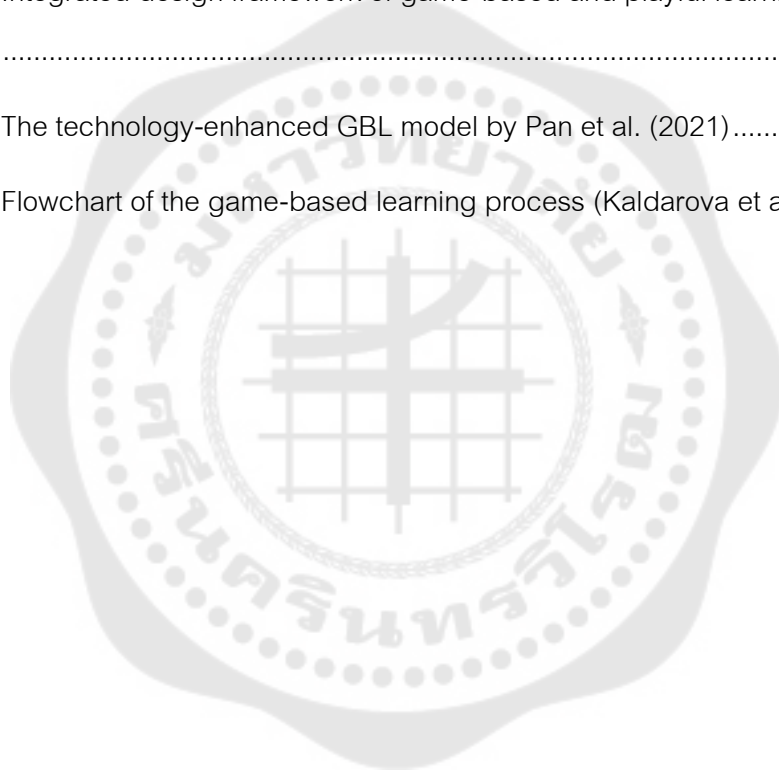 Integrated design framework of game-based and playful learning
....................................................................................................
The technology-enhanced GBL model by Pan et al. (2021)......
Flowchart of the game-based learning process (Kaldarova et a
มหาวิทยาลัย
ศรีนครินทรวิโรฒ